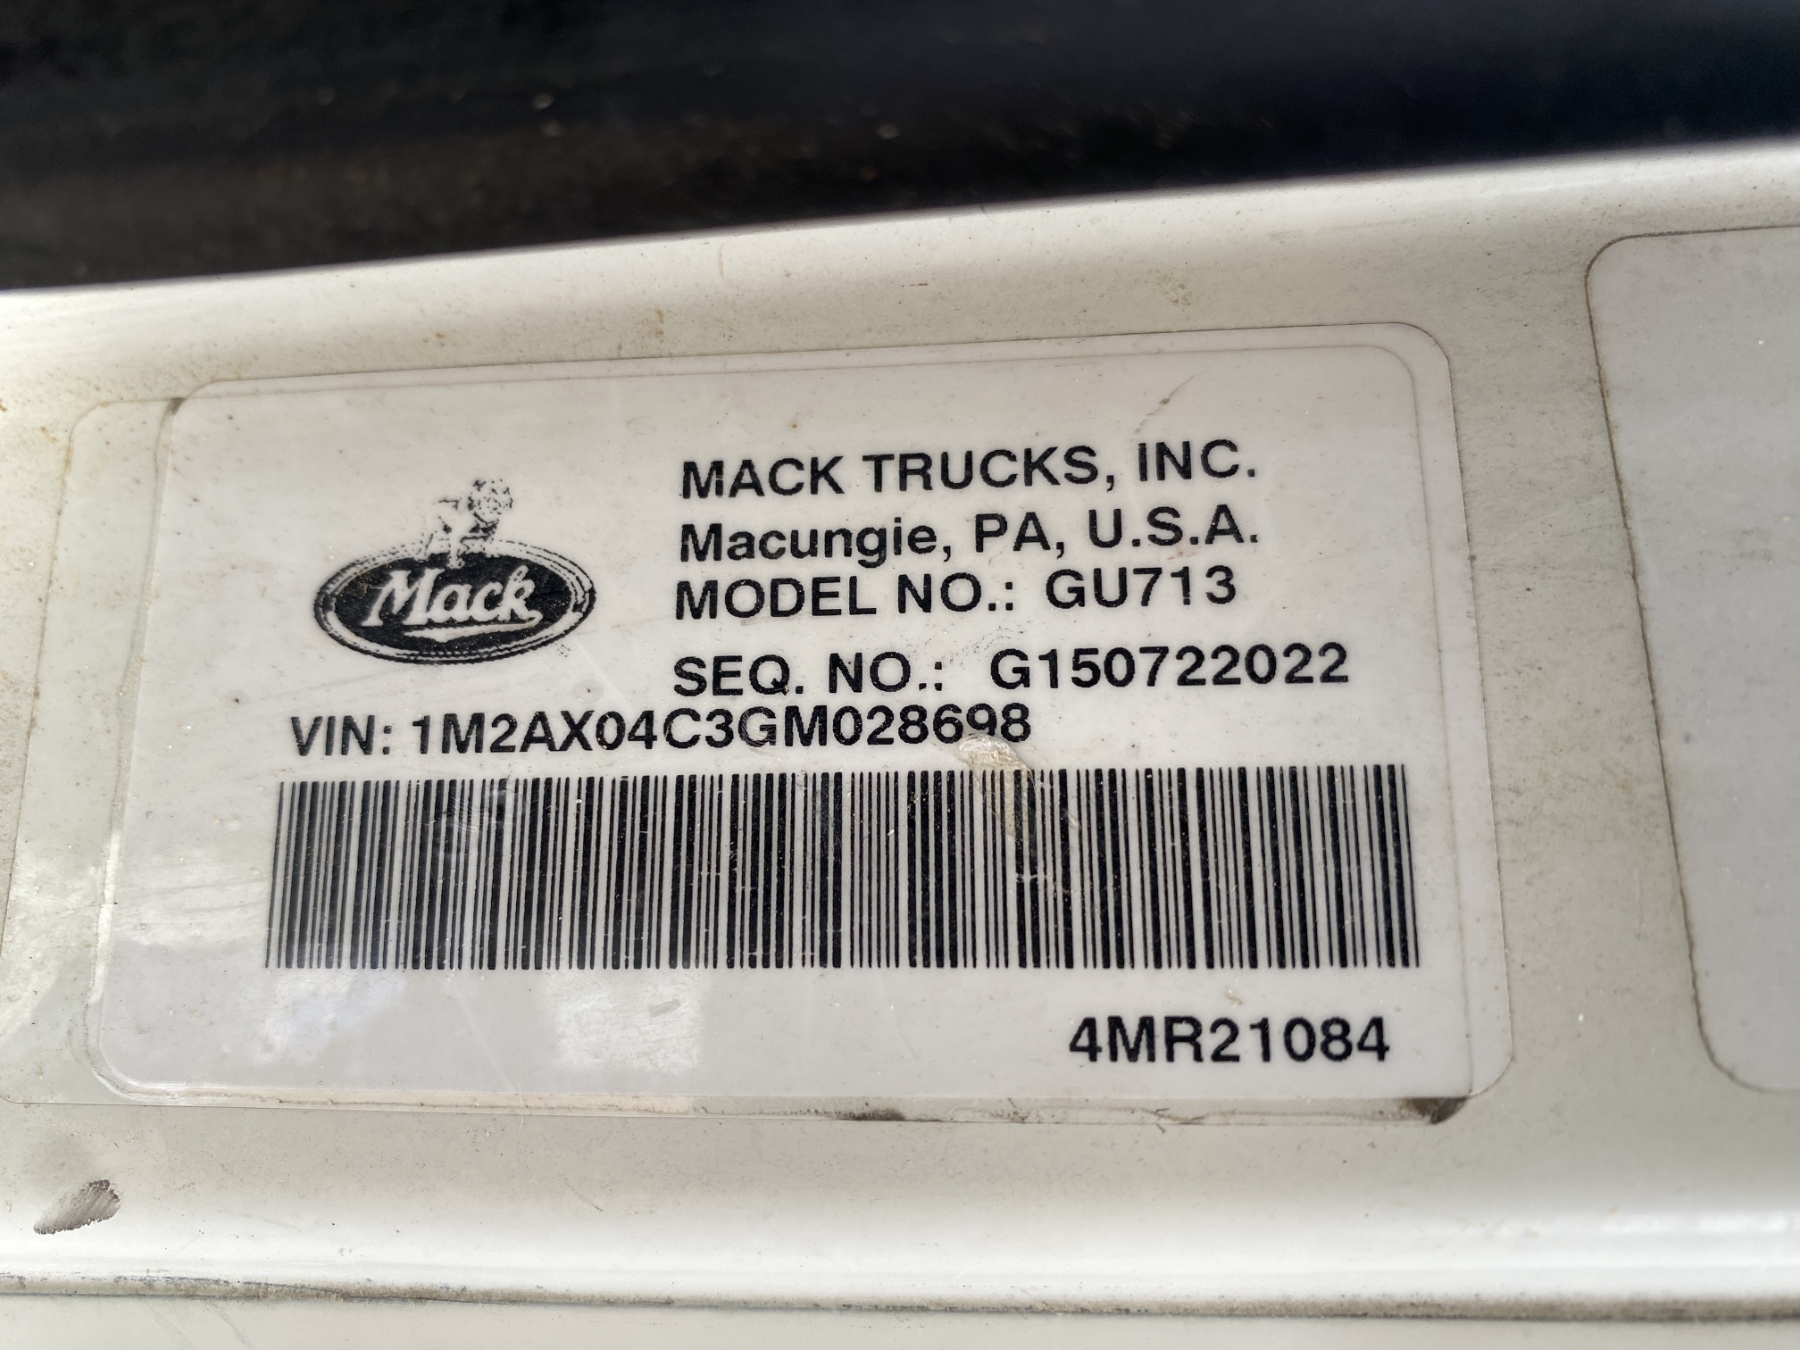 Mack
MACK TRUCKS, INC.
Macungie, PA, U.S.A.
MODEL NO.: GU713
SEQ. NO.: G150722022
VIN: 1M2AX04C3GM028698
4MR21084